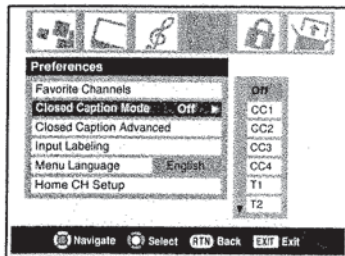 Preferences
Favorite Channels
Closed Caption Mode Off
Closed Caption Advanced
Input Labeling
Menu Language English
Home CH Setup
Off
CC1
CC2
CC3
CC4
T1
T2
Navigate Select RTN Back EXIT Exit